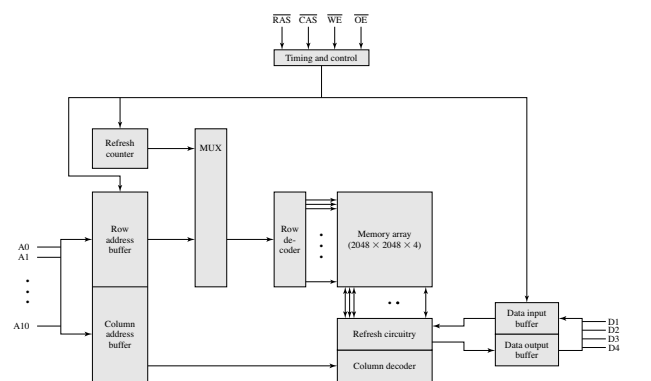 RAS CAS WE OE
Timing and control
Refresh
counter
MUX
Row
address
buffer
Row
de-
coder
Memory array
(2048 × 2048 × 4)
A0
A1
A10
Column
address
buffer
Refresh circuitry
Column decoder
Data input
buffer
Data output
buffer
D1
D2
D3
D4